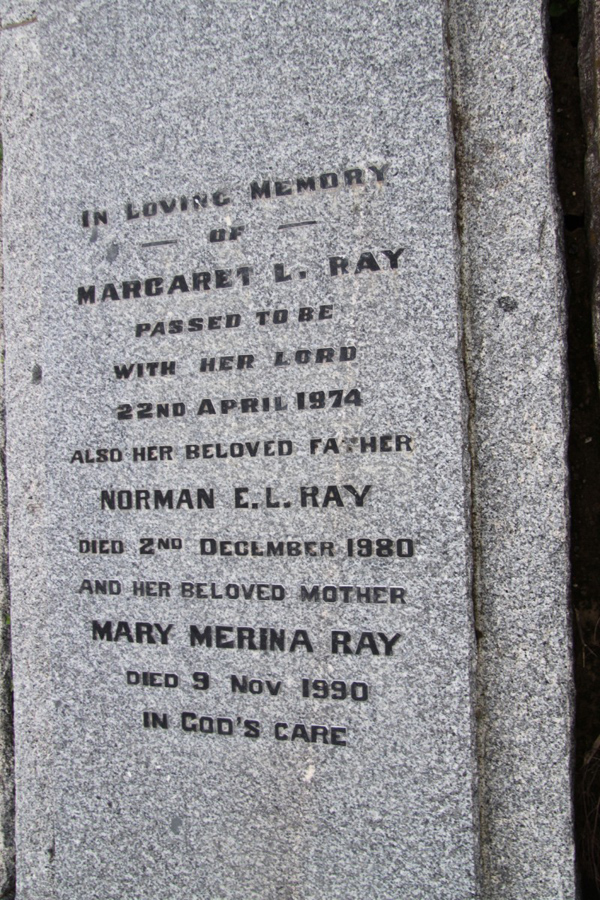 IN LOVING MEMORY
— OF —
MARGARET L. RAY
PASSED TO BE
WITH HER LORD
22ND APRIL 1974
ALSO HER BELOVED FATHER
NORMAN E.L. RAY
DIED 2ND DECEMBER 1980
AND HER BELOVED MOTHER
MARY MERINA RAY
DIED 9 NOV 1990
IN GOD'S CARE